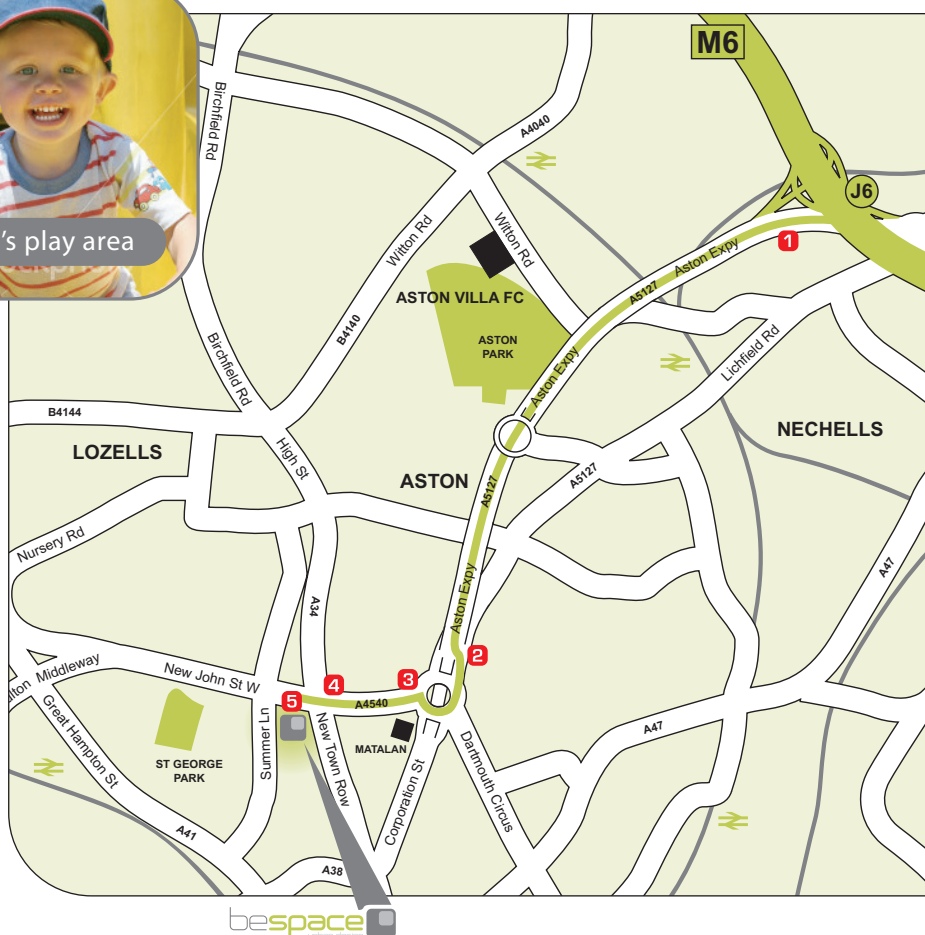 M6
Birchfield Rd
A4040
J6
's play area
Witton Rd
Witton Rd
1
Aston Expy
A5127
ASTON VILLA FC
B4140
ASTON
PARK
Birchfield Rd
Lichfield Rd
Aston Expy
B4144
LOZELLS
NECHELLS
High St
ASTON
A5127
A5127
Nursery Rd
A47
Aston Expy
A34
2
Middleway
New John St W
3
4
5
A4540
Great Hampton St
Summer Ln
New Town Row
MATALAN
A47
ST GEORGE
PARK
Corporation St
Dartmouth Circus
A41
A38
bespace